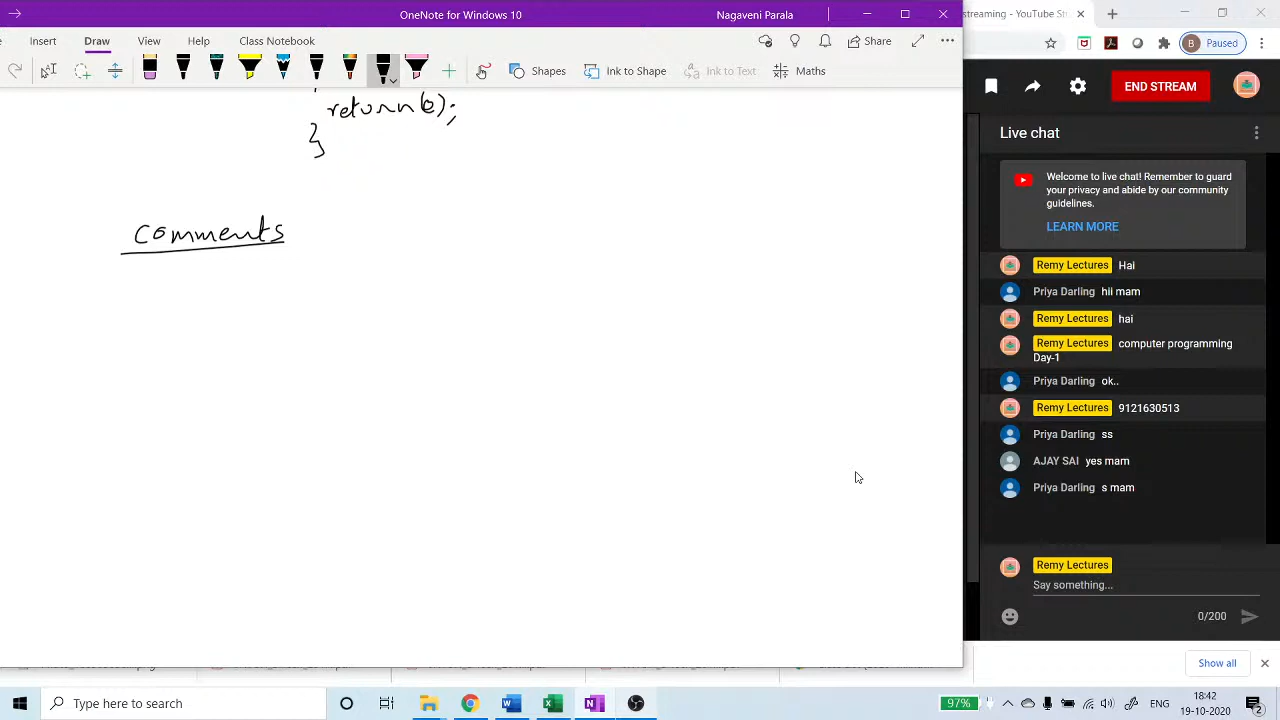 OneNote for Windows 10
Nagaveni Parala
streaming - YouTube St
Insert Draw View Help Class Notebook
Share
B Paused
Shapes Ink to Shape Ink to Text Maths
END STREAM
return(c);
}
comments
Live chat
Welcome to live chat! Remember to guard
your privacy and abide by our community
guidelines.
LEARN MORE
Remy Lectures Hai
Priya Darling hii mam
Remy Lectures hai
Remy Lectures computer programming
Day-1
Priya Darling ok..
Remy Lectures 9121630513
Priya Darling ss
AJAY SAI yes mam
Priya Darling s mam
Remy Lectures
Say something...
0/200
Show all
Type here to search
97%
18:42
19-10-2020
2